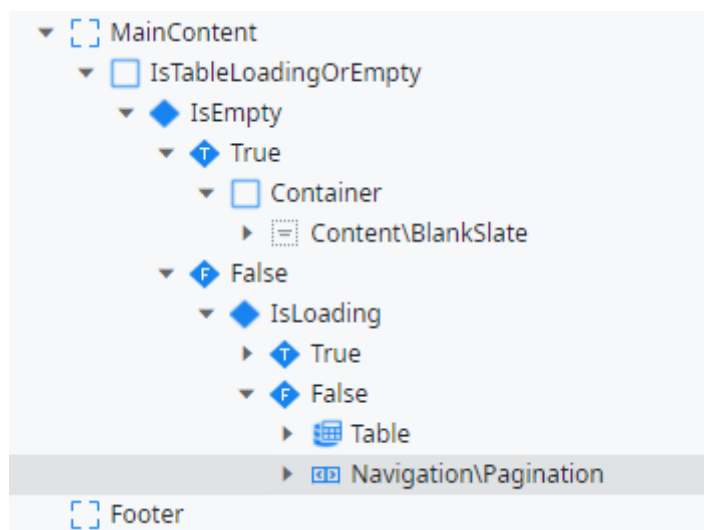 MainContent
IsTableLoadingOrEmpty
IsEmpty
T True
Container
Content\BlankSlate
F False
IsLoading
T True
F False
Table
Navigation\Pagination
Footer